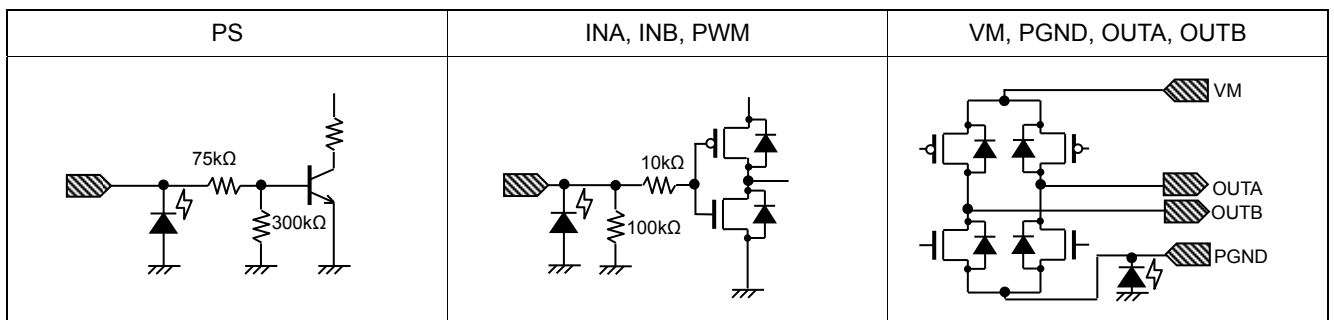 PS
INA, INB, PWM
VM, PGND, OUTA, OUTB
75kΩ
300kΩ
10kΩ
100kΩ
VM
OUTA
OUTB
PGND